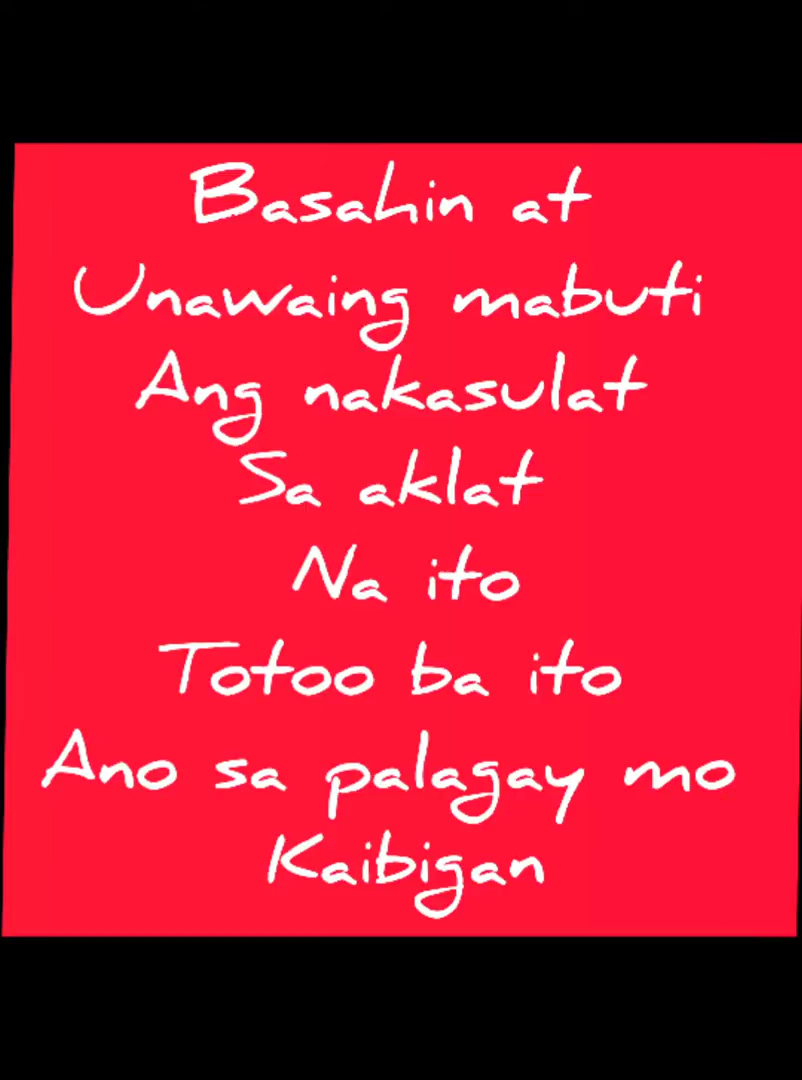 Basahin at
Unawaing mabuti
Ang nakasulat
Sa aklat
Na ito
Totoo ba ito
Ano sa palagay mo
Kaibigan